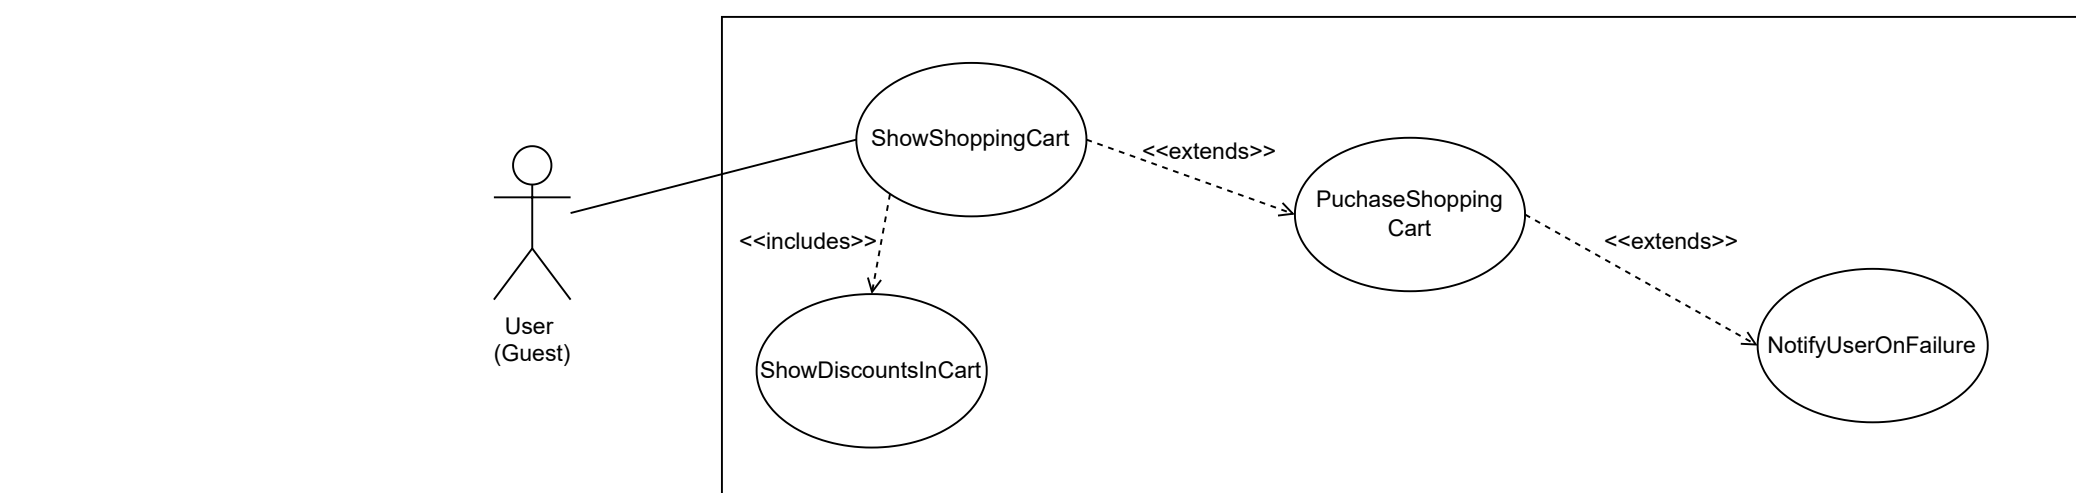 ShowShoppingCart
<<extends>>
PuchaseShopping
Cart
<<includes>>
<<extends>>
User
(Guest)
ShowDiscountsInCart
NotifyUserOnFailure